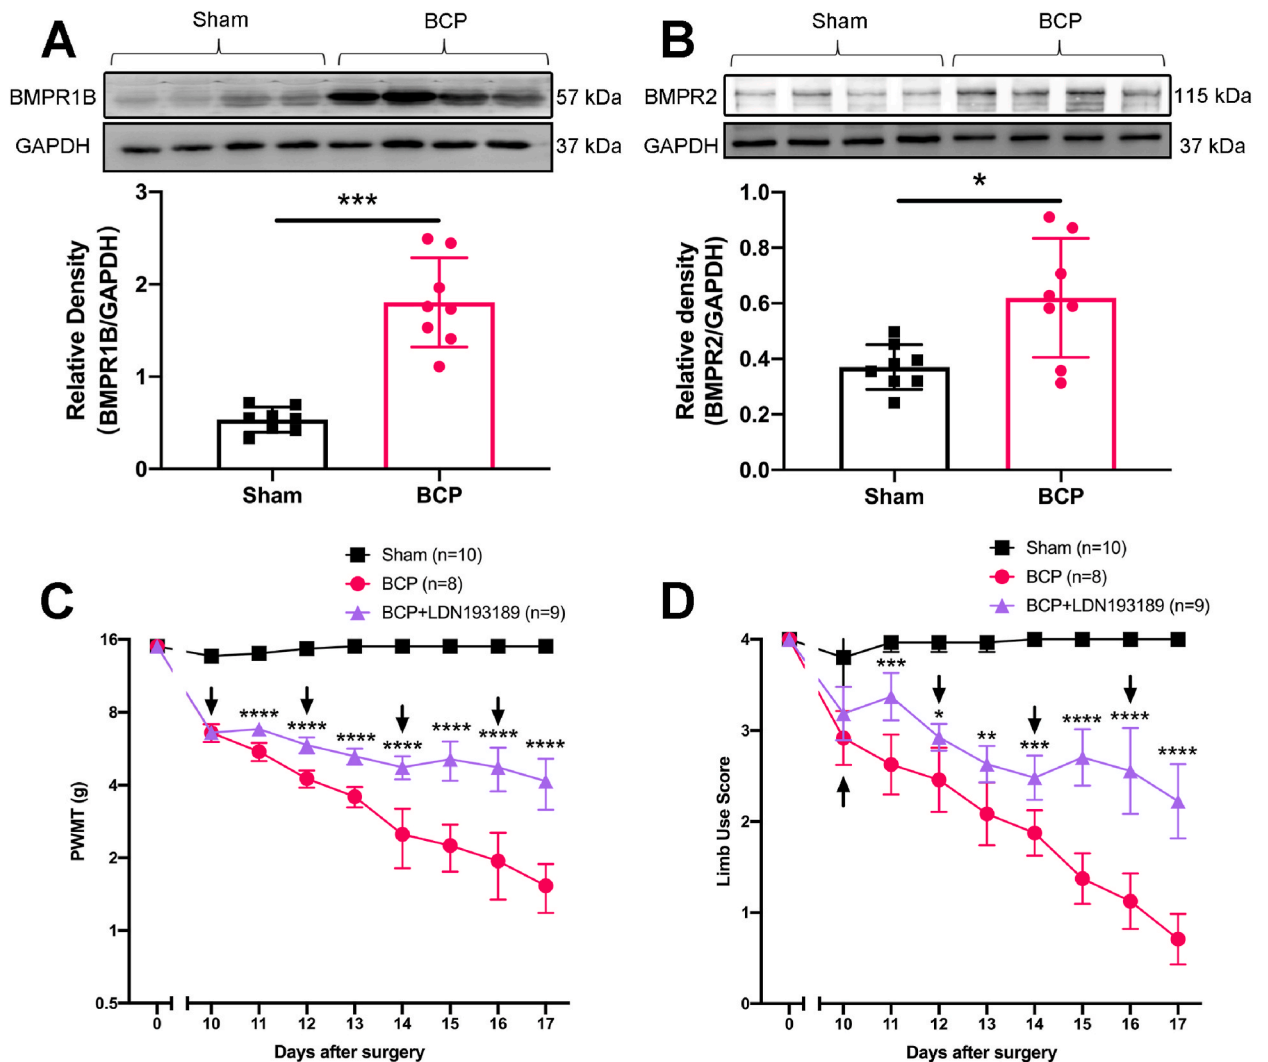 A
Sham
BCP
BMPR1B
57 kDa
GAPDH
37 kDa
Relative Density
(BMPR1B/GAPDH)
3
2
1
0
***
Sham
BCP
B
Sham
BCP
BMPR2
115 kDa
GAPDH
37 kDa
Relative density
(BMPR2/GAPDH)
1.0
0.8
0.6
0.4
0.2
0.0
*
Sham
BCP
C
Sham (n=10)
BCP (n=8)
BCP+LDN193189 (n=9)
PWMT (g)
16
8
4
2
1
0.5
**** **** **** **** **** **** ****
0 10 11 12 13 14 15 16 17
Days after surgery
D
Sham (n=10)
BCP (n=8)
BCP+LDN193189 (n=9)
Limb Use Score
4
3
2
1
0
*** * ** *** **** **** ****
0 10 11 12 13 14 15 16 17
Days after surgery